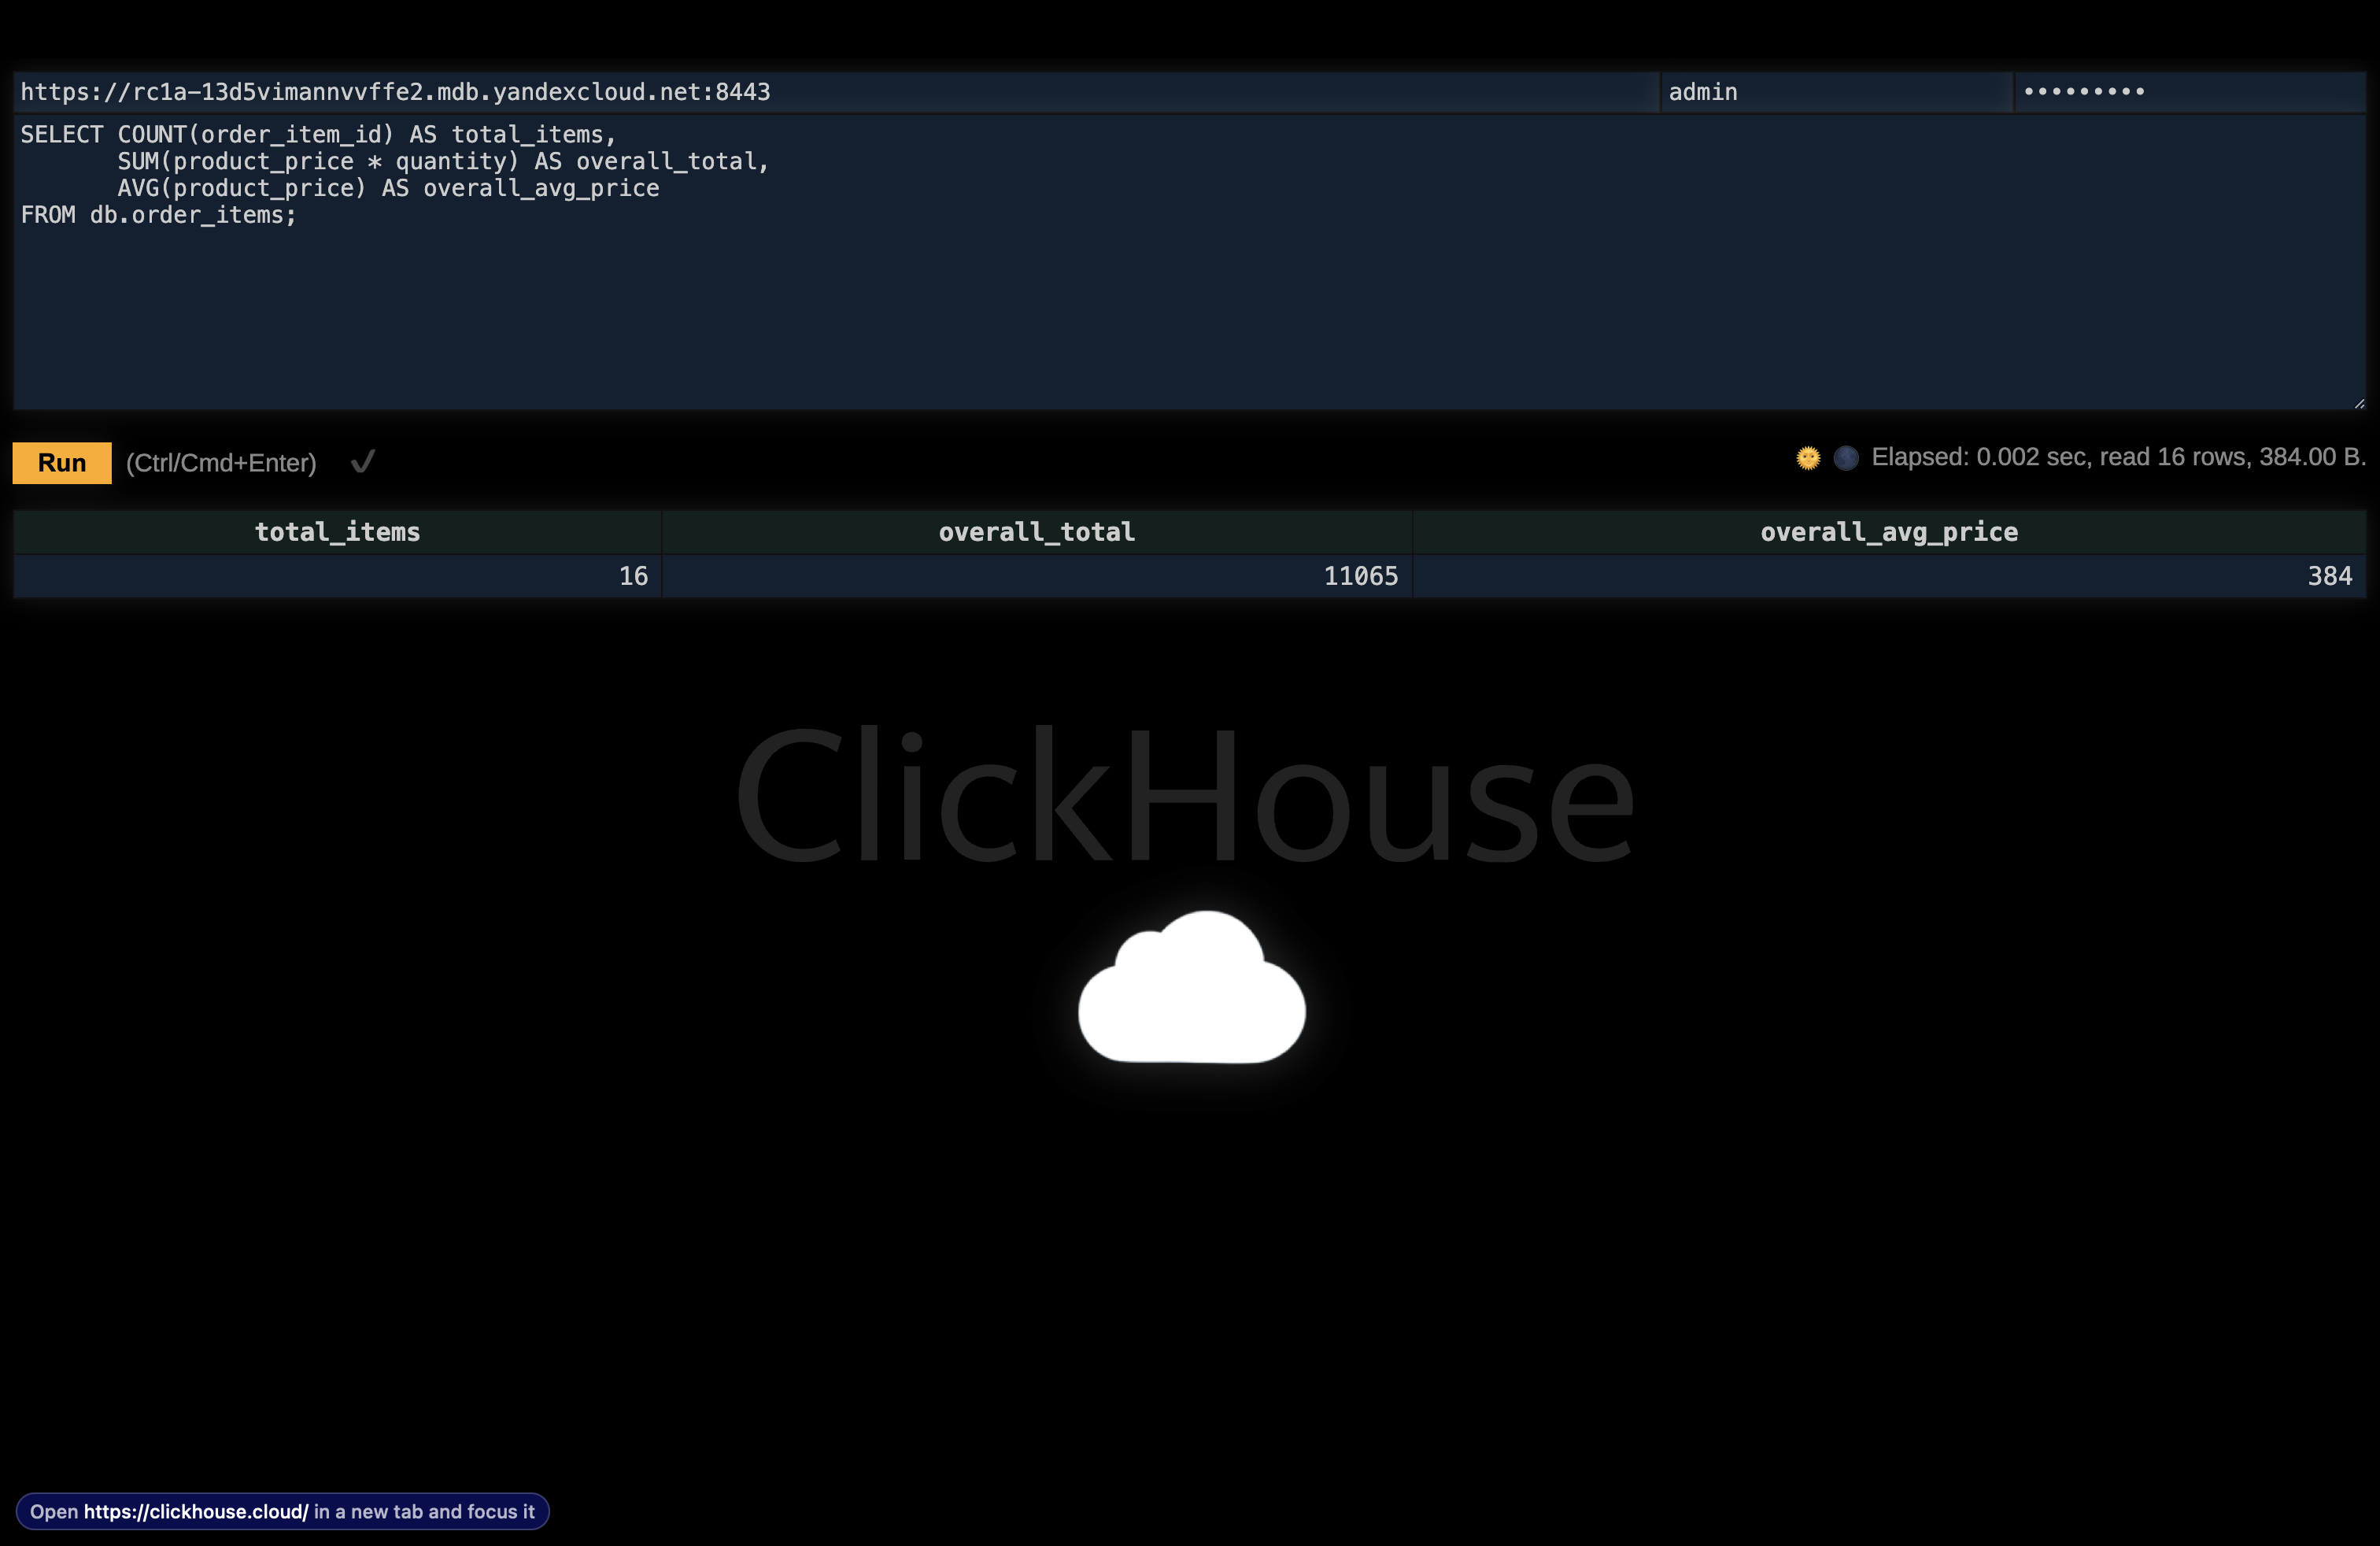 https://rc1a-13d5vimannvvffe2.mdb.yandexcloud.net:8443 admin •••••••••
SELECT COUNT(order_item_id) AS total_items,
       SUM(product_price * quantity) AS overall_total,
       AVG(product_price) AS overall_avg_price
FROM db.order_items;
Run (Ctrl/Cmd+Enter) ✔ Elapsed: 0.002 sec, read 16 rows, 384.00 B.
total_items overall_total overall_avg_price
16 11065 384
ClickHouse
Open https://clickhouse.cloud/ in a new tab and focus it